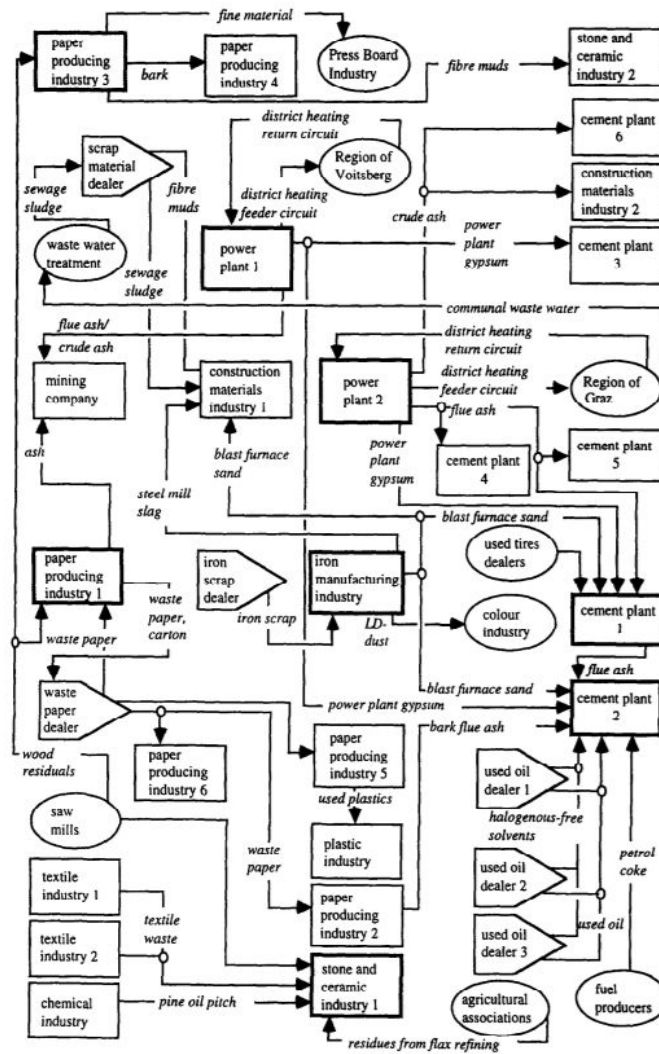 fine material
paper
producing
industry 3
bark
paper
producing
industry 4
Press Board
Industry
fibre muds
stone and
ceramic
industry 2
district heating
return circuit
cement plant
6
scrap
material
dealer
fibre
muds
Region of
Voitsberg
sewage
sludge
district heating
feeder circuit
crude ash
construction
materials
industry 2
waste water
treatment
sewage
sludge
power
plant 1
power
plant
gypsum
cement plant
3
communal waste water
flue ash/
crude ash
district heating
return circuit
mining
company
construction
materials
industry 1
power
plant 2
district heating
feeder circuit
Region of
Graz
flue ash
ash
blast furnace
sand
power
plant
gypsum
cement plant
4
cement plant
5
steel mill
slag
blast furnace sand
used tires
dealers
paper
producing
industry 1
waste
paper,
carton
iron
scrap
dealer
iron
manufacturing
industry
iron scrap
LD-
dust
colour
industry
cement plant
1
waste paper
flue ash
waste
paper
dealer
blast furnace sand
power plant gypsum
bark flue ash
cement plant
2
wood
residuals
paper
producing
industry 6
paper
producing
industry 5
used oil
dealer 1
used plastics
halogenous-free
solvents
saw
mills
plastic
industry
waste
paper
petrol
coke
textile
industry 1
used oil
dealer 2
textile
waste
paper
producing
industry 2
used oil
textile
industry 2
used oil
dealer 3
stone and
ceramic
industry 1
chemical
industry
pine oil pitch
agricultural
associations
fuel
producers
residues from flax refining